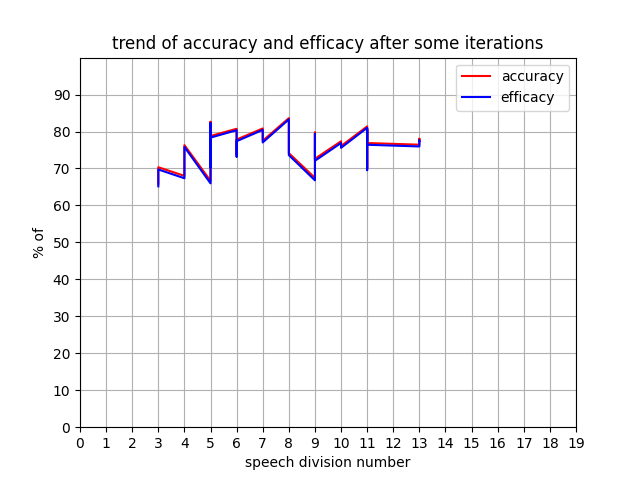 trend of accuracy and efficacy after some iterations
accuracy
efficacy
90
80
70
60
50
40
30
20
10
0
% of
0 1 2 3 4 5 6 7 8 9 10 11 12 13 14 15 16 17 18 19
speech division number